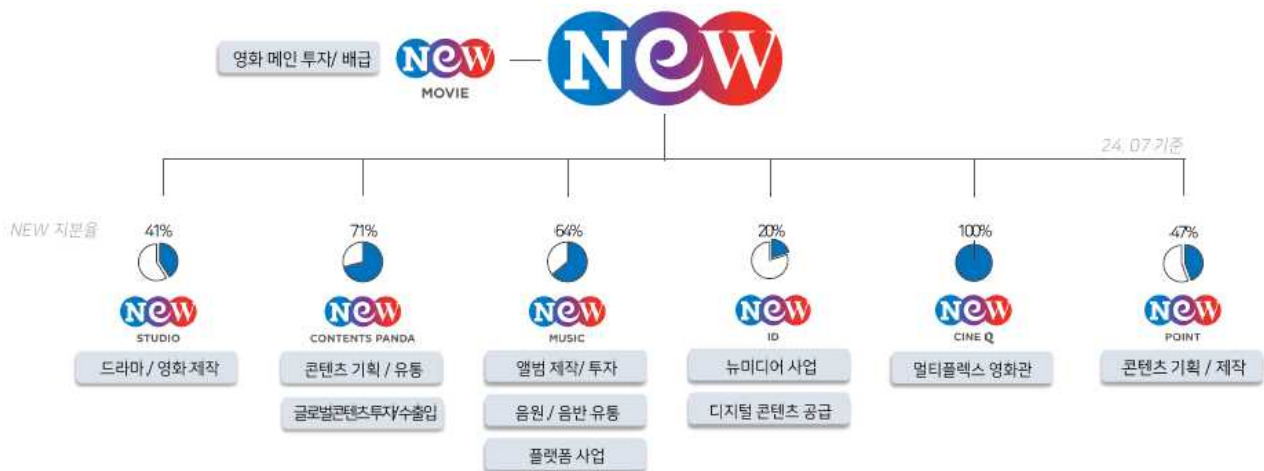 영화 메인 투자/ 배급
NEW
MOVIE
NEW
24, 07 기준
NEW 지분율
41%
71%
64%
20%
100%
47%
NEW
STUDIO
NEW
CONTENTS PANDA
NEW
MUSIC
NEW
ID
NEW
CINE Q
NEW
POINT
드라마 / 영화 제작
콘텐츠 기획 / 유통
글로벌콘텐츠투자/수출입
앨범 제작/ 투자
음원 / 음반 유통
플랫폼 사업
뉴미디어 사업
디지털 콘텐츠 공급
멀티플렉스 영화관
콘텐츠 기획 / 제작